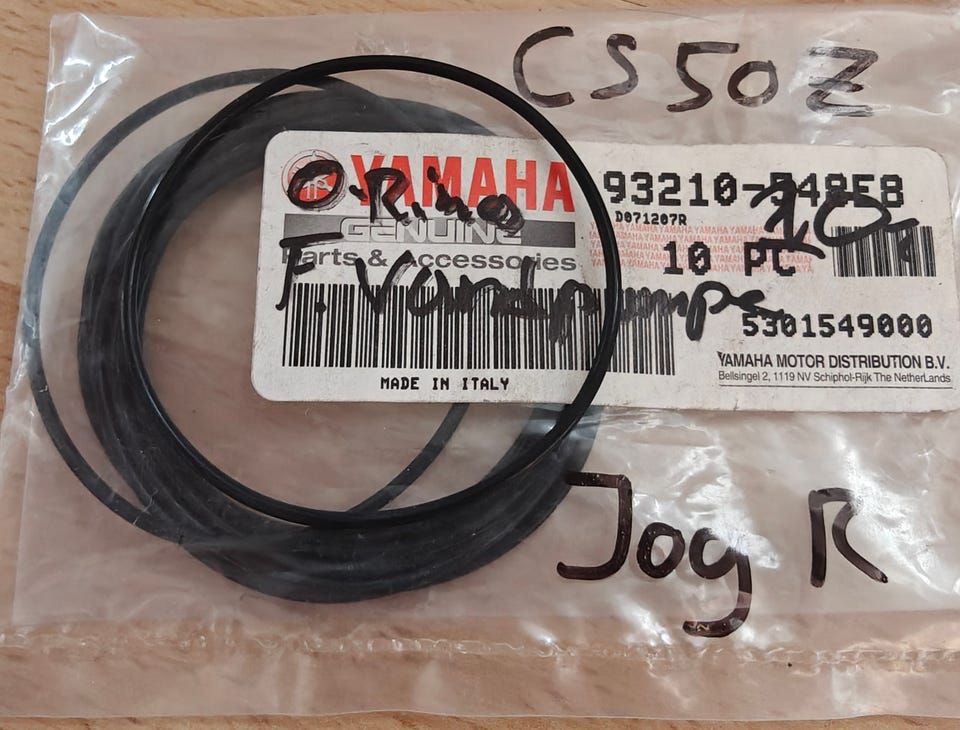 CS50Z
YAMAHA
O-Ring
GENUINE
Parts & Accessories
F. Vandpumpe
93210-548E8
D071207R
10,-
10 PC
5301549000
MADE IN ITALY
YAMAHA MOTOR DISTRIBUTION B.V.
Bellsingel 2, 1119 NV Schiphol-Rijk The NetherLands
Jog R